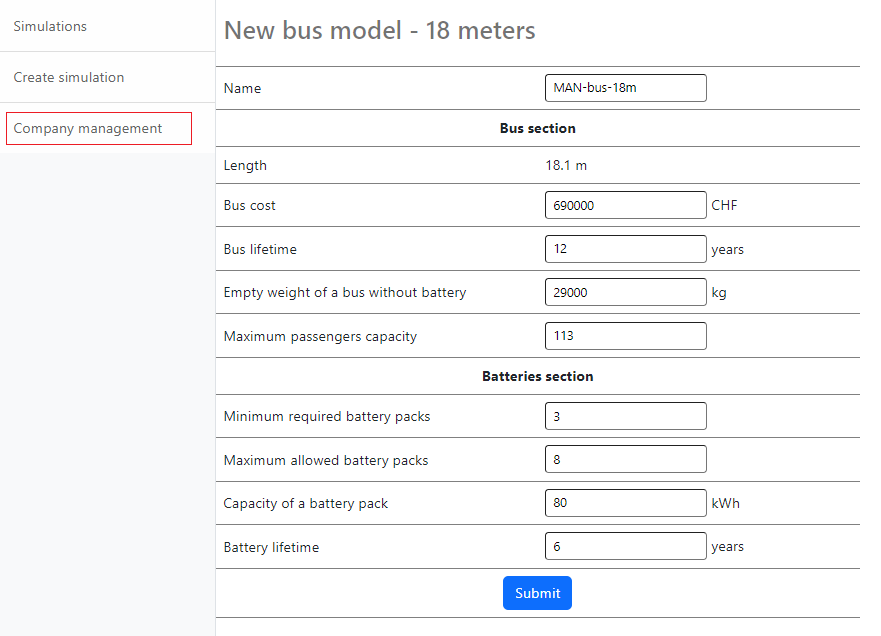 Simulations
Create simulation
Company management
New bus model - 18 meters
Name MAN-bus-18m
Bus section
Length 18.1 m
Bus cost 690000 CHF
Bus lifetime 12 years
Empty weight of a bus without battery 29000 kg
Maximum passengers capacity 113
Batteries section
Minimum required battery packs 3
Maximum allowed battery packs 8
Capacity of a battery pack 80 kWh
Battery lifetime 6 years
Submit